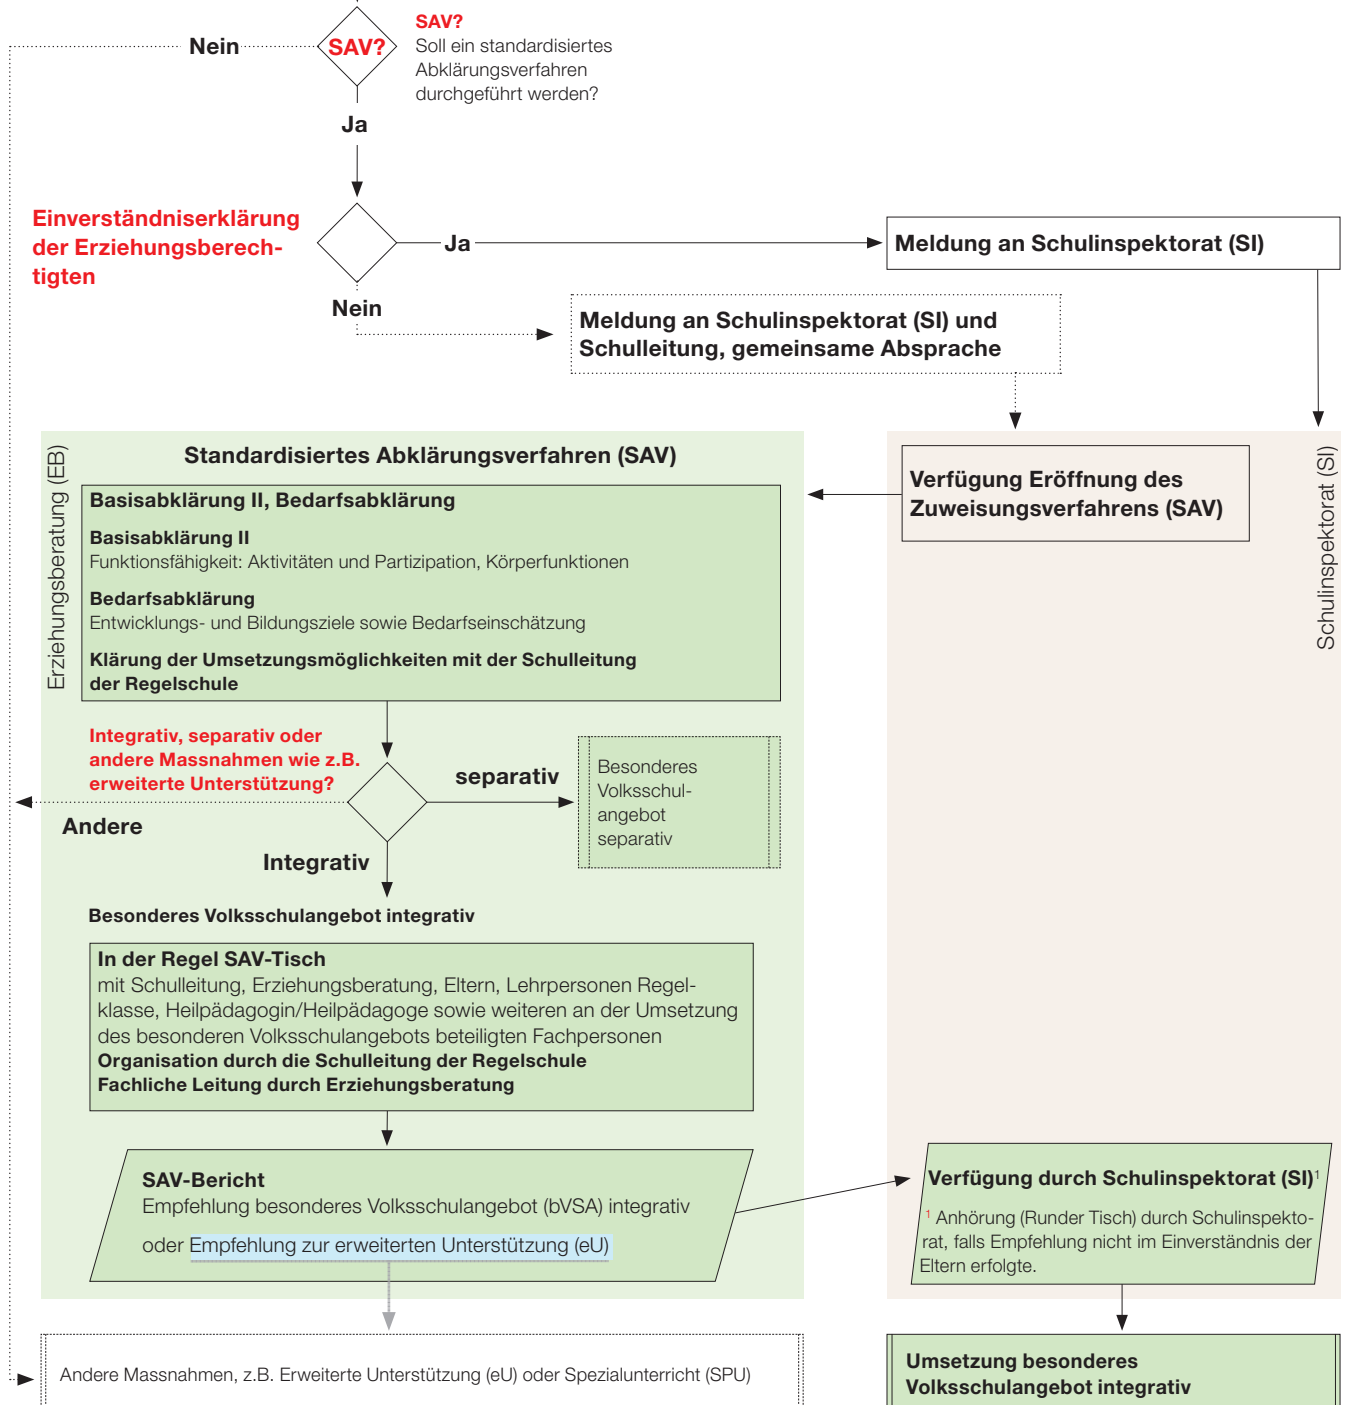 Nein
SAV?
SAV?
Soll ein standardisiertes
Abklärungsverfahren
durchgeführt werden?
Ja
Einverständniserklärung
der Erziehungsberech-
tigten
Ja
Meldung an Schulinspektorat (SI)
Nein
Meldung an Schulinspektorat (SI) und
Schulleitung, gemeinsame Absprache
Erziehungsberatung (EB)
Standardisiertes Abklärungsverfahren (SAV)
Basisabklärung II, Bedarfsabklärung
Basisabklärung II
Funktionsfähigkeit: Aktivitäten und Partizipation, Körperfunktionen
Bedarfsabklärung
Entwicklungs- und Bildungsziele sowie Bedarfseinschätzung
Klärung der Umsetzungsmöglichkeiten mit der Schulleitung
der Regelschule
Verfügung Eröffnung des
Zuweisungsverfahrens (SAV)
Schulinspektorat (SI)
Integrativ, separativ oder
andere Massnahmen wie z.B.
erweiterte Unterstützung?
separativ
Besonderes
Volksschul-
angebot
separativ
Andere
Integrativ
Besonderes Volksschulangebot integrativ
In der Regel SAV-Tisch
mit Schulleitung, Erziehungsberatung, Eltern, Lehrpersonen Regel-
klasse, Heilpädagogin/Heilpädagoge sowie weiteren an der Umsetzung
des besonderen Volksschulangebots beteiligten Fachpersonen
Organisation durch die Schulleitung der Regelschule
Fachliche Leitung durch Erziehungsberatung
SAV-Bericht
Empfehlung besonderes Volksschulangebot (bVSA) integrativ
oder Empfehlung zur erweiterten Unterstützung (eU)
Verfügung durch Schulinspektorat (SI)¹
¹ Anhörung (Runder Tisch) durch Schulinspekto-
rat, falls Empfehlung nicht im Einverständnis der
Eltern erfolgte.
Andere Massnahmen, z.B. Erweiterte Unterstützung (eU) oder Spezialunterricht (SPU)
Umsetzung besonderes
Volksschulangebot integrativ